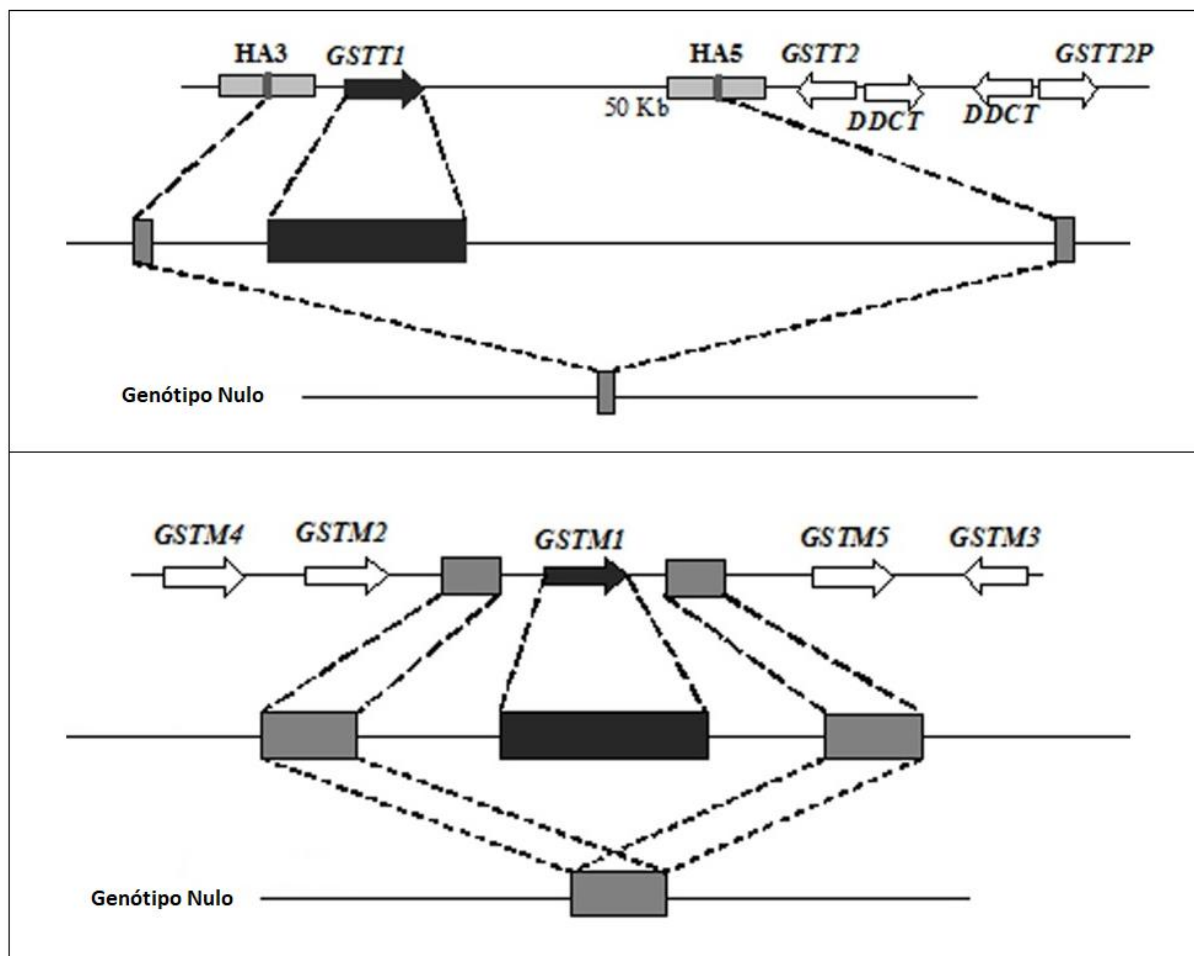 HA3 GSTT1 HA5 GSTT2 GSTT2P
50 Kb DDCT DDCT
Genótipo Nulo
GSTM4 GSTM2 GSTM1 GSTM5 GSTM3
Genótipo Nulo